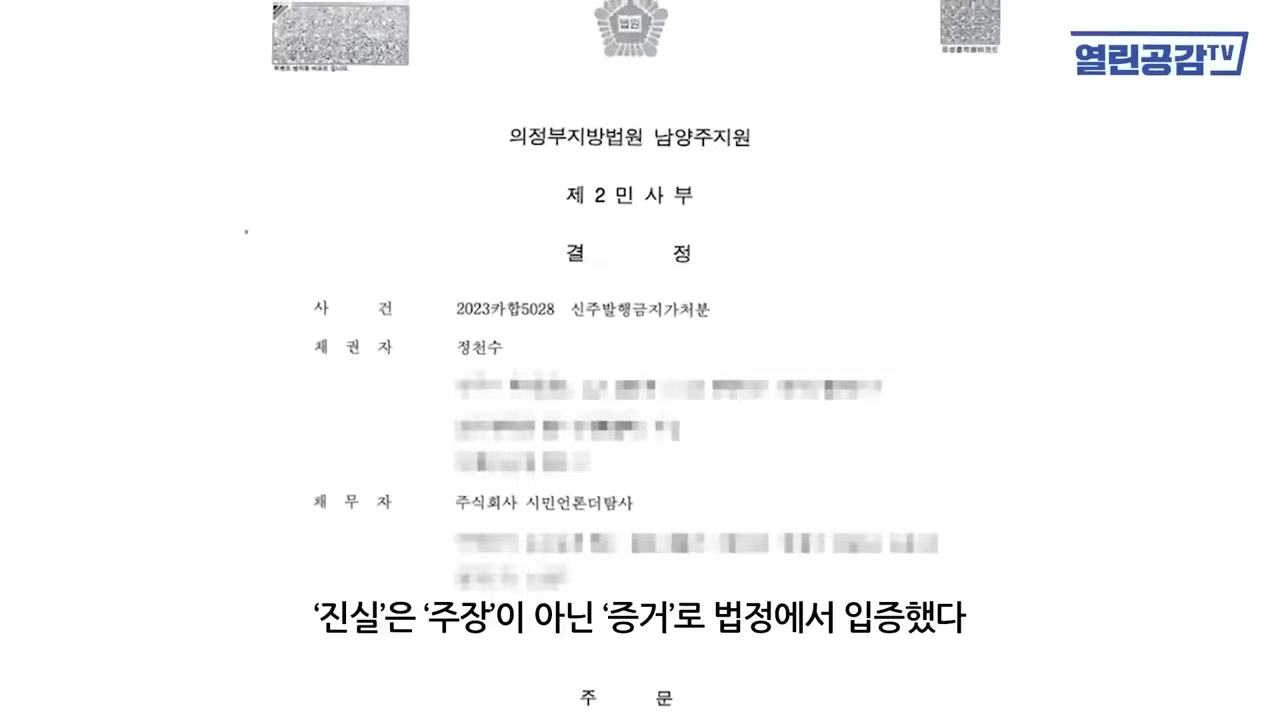 법원
열린공감TV
의정부지방법원 남양주지원
제 2 민 사 부
결 정
사 건 2023카합5028 신주발행금지가처분
채 권 자 정천수
채 무 자 주식회사 시민언론더탐사
‘진실’은 ‘주장’이 아닌 ‘증거’로 법정에서 입증했다
주 문